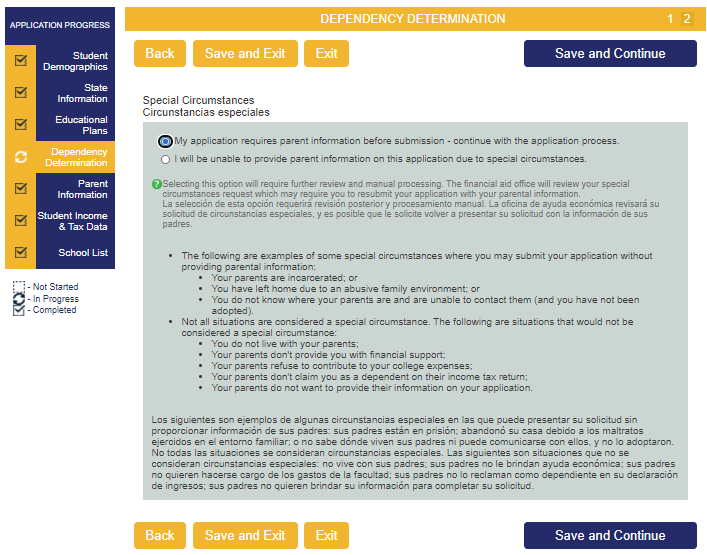 APPLICATION PROGRESS
Student
Demographics
State
Information
Educational
Plans
Dependency
Determination
Parent
Information
Student Income
& Tax Data
School List
- Not Started
- In Progress
- Completed
DEPENDENCY DETERMINATION 1 2
Back Save and Exit Exit Save and Continue
Special Circumstances
Circunstancias especiales
My application requires parent information before submission - continue with the application process.
I will be unable to provide parent information on this application due to special circumstances.
?Selecting this option will require further review and manual processing. The financial aid office will review your special
circumstances request which may require you to resubmit your application with your parental information.
La selección de esta opción requerirá revisión posterior y procesamiento manual. La oficina de ayuda económica revisará su
solicitud de circunstancias especiales, y es posible que le solicite volver a presentar su solicitud con la información de sus
padres.
• The following are examples of some special circumstances where you may submit your application without
providing parental information:
• Your parents are incarcerated; or
• You have left home due to an abusive family environment; or
• You do not know where your parents are and are unable to contact them (and you have not been
adopted).
• Not all situations are considered a special circumstance. The following are situations that would not be
considered a special circumstance:
• You do not live with your parents;
• Your parents don't provide you with financial support;
• Your parents refuse to contribute to your college expenses;
• Your parents don't claim you as a dependent on their income tax return;
• Your parents do not want to provide their information on your application.
Los siguientes son ejemplos de algunas circunstancias especiales en las que puede presentar su solicitud sin
proporcionar información de sus padres: sus padres están en prisión; abandonó su casa debido a los maltratos
ejercidos en el entorno familiar; o no sabe dónde viven sus padres ni puede comunicarse con ellos, y no lo adoptaron.
No todas las situaciones se consideran circunstancias especiales. Las siguientes son situaciones que no se
consideran circunstancias especiales: no vive con sus padres; sus padres no le brindan ayuda económica; sus padres
no quieren hacerse cargo de los gastos de la facultad; sus padres no lo reclaman como dependiente en su declaración
de ingresos; sus padres no quieren brindar su información para completar su solicitud.
Back Save and Exit Exit Save and Continue